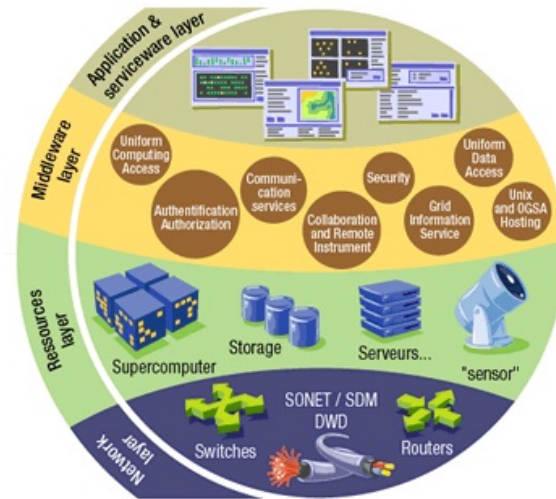 Application &
serviceware layer
Middleware
layer
Uniform
Computing
Access
Authentification
Authorization
Communi-
cation
services
Collaboration
and Remote
Instrument
Security
Grid
Information
Service
Uniform
Data
Access
Unix
and OGSA
Hosting
Ressources
layer
Supercomputer
Storage
Serveurs...
"sensor"
Network
layer
Switches
SONET / SDM
DWD
Routers